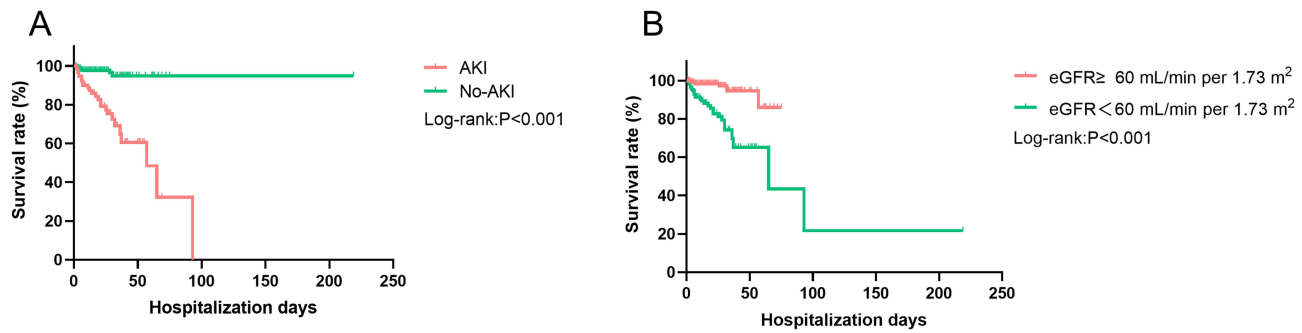 A
Survival rate (%)
100
80
60
40
20
0
0 50 100 150 200 250
Hospitalization days
AKI
No-AKI
Log-rank:P<0.001
B
Survival rate (%)
100
80
60
40
20
0
0 50 100 150 200 250
Hospitalization days
eGFR≥ 60 mL/min per 1.73 m²
eGFR＜60 mL/min per 1.73 m²
Log-rank:P<0.001